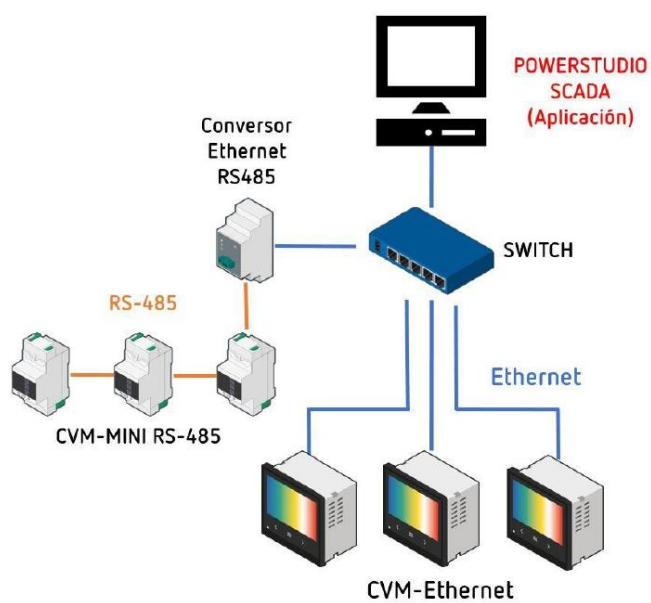 POWERSTUDIO
SCADA
(Aplicación)
Conversor
Ethernet
RS485
SWITCH
RS-485
Ethernet
CVM-MINI RS-485
CVM-Ethernet